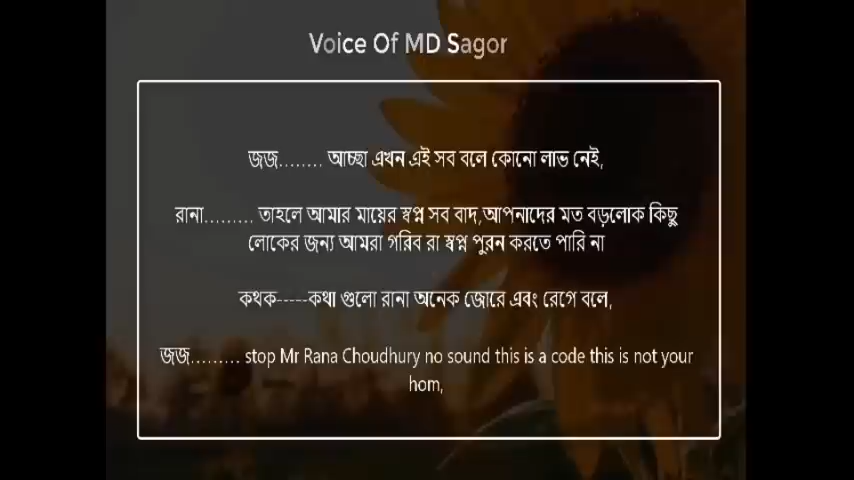 Voice Of MD Sagor
জজ........ আচ্ছা এখন এই সব বলে কোনো লাভ নেই,
রানা......... তাহলে আমার মায়ের স্বপ্ন সব বাদ,আপনাদের মত বড়লোক কিছু
লোকের জন্য আমরা গরিব রা স্বপ্ন পুরন করতে পারি না
কথক-----কথা গুলো রানা অনেক জোরে এবং রেগে বলে,
জজ......... stop Mr Rana Choudhury no sound this is a code this is not your
hom,